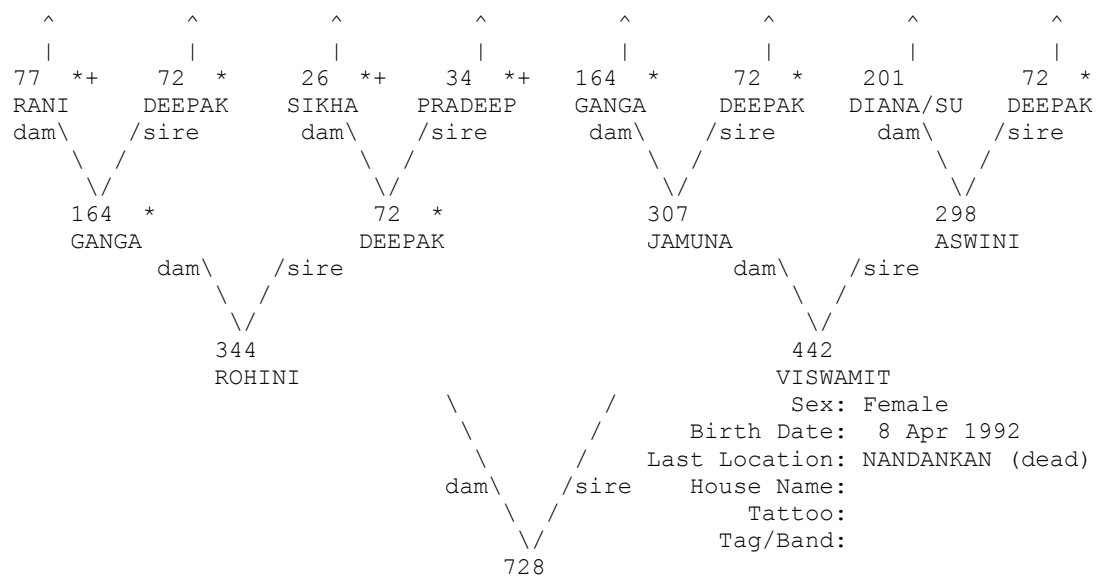 ^ ^ ^ ^ ^ ^ ^ ^
| | | | | | | |
77 *+ 72 * 26 *+ 34 *+ 164 * 72 * 201 72 *
RANI DEEPAK SIKHA PRADEEP GANGA DEEPAK DIANA/SU DEEPAK
dam\ /sire dam\ /sire dam\ /sire dam\ /sire
\ / \ / \ / \ /
\/ \/ \/ \/
164 * 72 * 307 298
GANGA DEEPAK JAMUNA ASWINI
dam\ /sire dam\ /sire
\ / \ /
\/ \/
344 442
ROHINI VISWAMIT
\ / Sex: Female
\ / Birth Date: 8 Apr 1992
\ / Last Location: NANDANKAN (dead)
dam\ /sire House Name:
\ / Tattoo:
\/ Tag/Band:
728